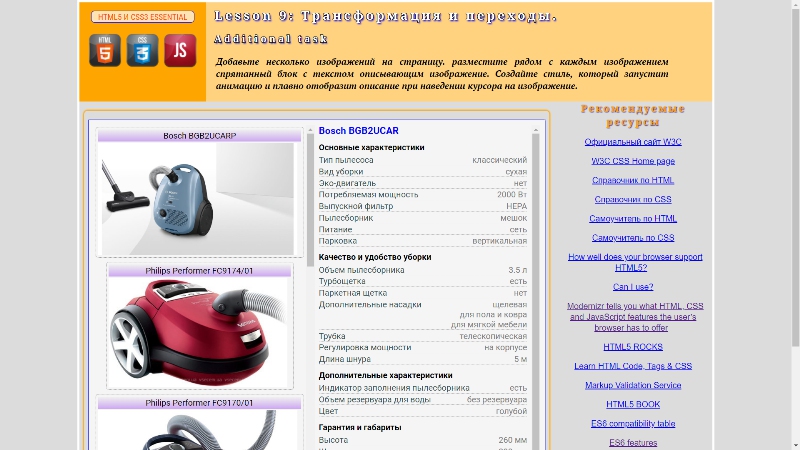 HTML5 И CSS3 ESSENTIAL
HTML
5
CSS
3
JS
Lesson 9: Трансформация и переходы.
Additional task
Добавьте несколько изображений на страницу. разместите рядом с каждым изображением
спрятанный блок с текстом описывающим изображение. Создайте стиль, который запустит
анимацию и плавно отобразит описание при наведении курсора на изображение.
Bosch BGB2UCARP
Philips Performer FC9174/01
Philips Performer FC9170/01
Bosch BGB2UCAR
Основные характеристики
Тип пылесоса классический
Вид уборки сухая
Эко-двигатель нет
Потребляемая мощность 2000 Вт
Выпускной фильтр HEPA
Пылесборник мешок
Питание сеть
Парковка вертикальная
Качество и удобство уборки
Объем пылесборника 3.5 л
Турбощетка есть
Паркетная щетка нет
Дополнительные насадки щелевая
для пола и ковра
для мягкой мебели
Трубка телескопическая
Регулировка мощности на корпусе
Длина шнура 5 м
Дополнительные характеристики
Индикатор заполнения пылесборника есть
Объем резервуара для воды без резервуара
Цвет голубой
Гарантия и габариты
Высота 260 мм
Рекомендуемые
ресурсы
Официальный сайт W3C
W3C CSS Home page
Справочник по HTML
Справочник по CSS
Самоучитель по HTML
Самоучитель по CSS
How well does your browser support
HTML5?
Can I use?
Modernizr tells you what HTML, CSS
and JavaScript features the user's
browser has to offer
HTML5 ROCKS
Learn HTML Code, Tags & CSS
Markup Validation Service
HTML5 BOOK
ES6 compatibility table
ES6 features